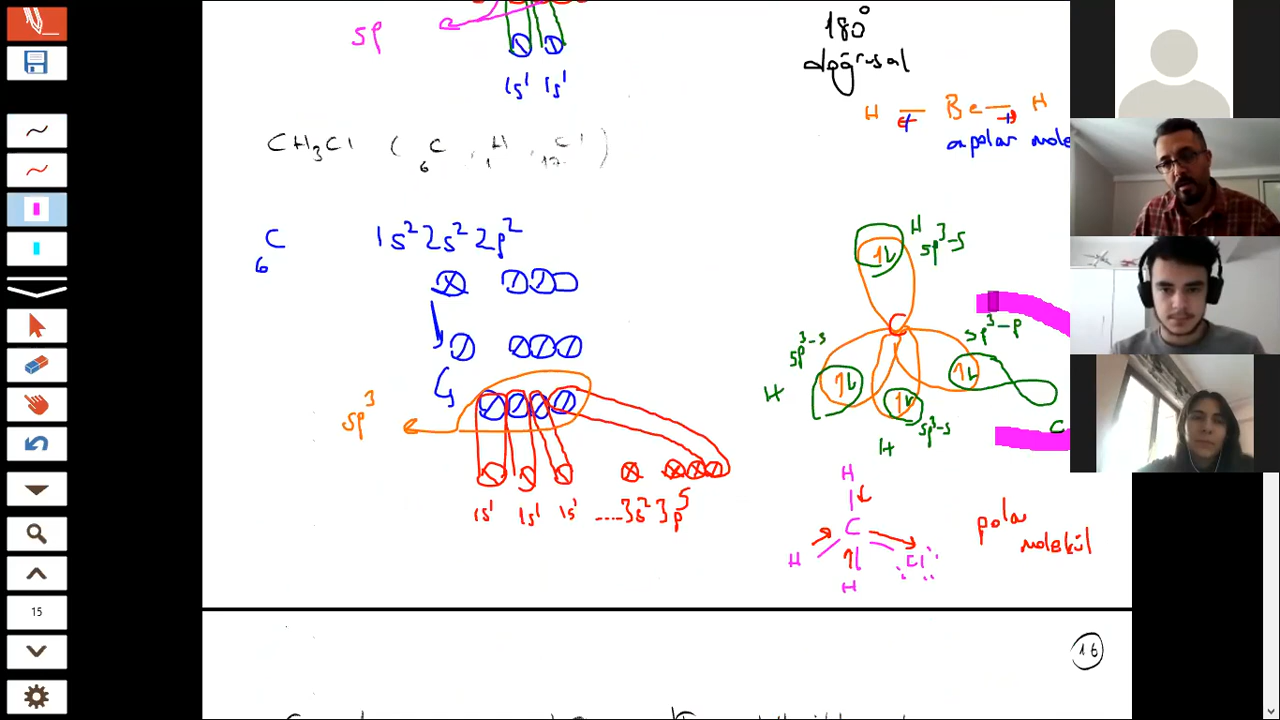 sp
1s¹ 1s¹
180°
doğrusal
H Be H
apolar mole
CH₃Cl ( ₆C , ₁H , ₁₇Cl )
₆C 1s² 2s² 2p²
sp³
1s¹ 1s¹ 1s¹ ....3s² 3p⁵
H
sp³-s
sp³-s
sp³-p
H
sp³-s
H
C
H
C
H
Cl
H
polar
molekül
15
16